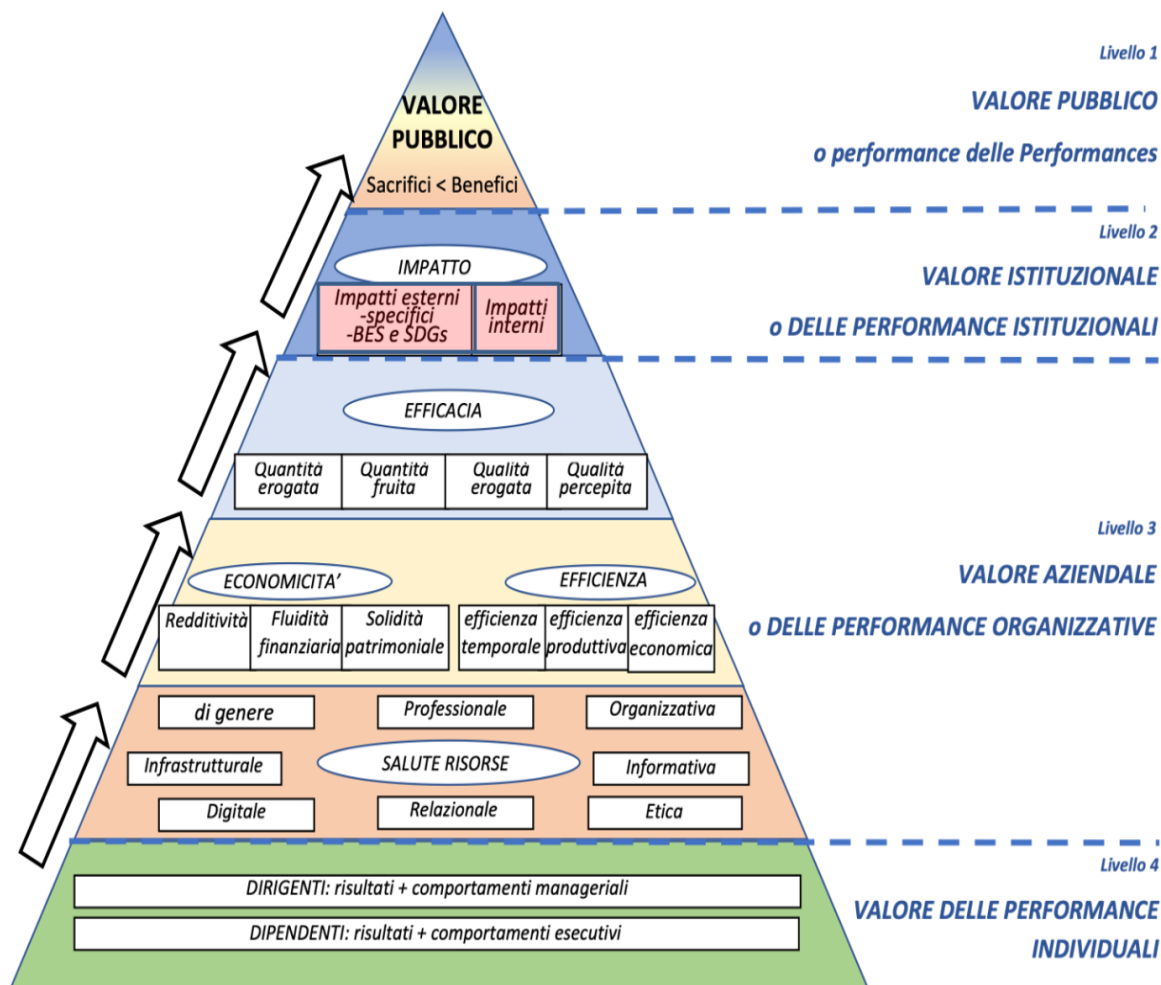 Livello 1
VALORE PUBBLICO
o performance delle Performances
VALORE
PUBBLICO
Sacrifici < Benefici
Livello 2
VALORE ISTITUZIONALE
o DELLE PERFORMANCE ISTITUZIONALI
IMPATTO
Impatti esterni
-specifici
-BES e SDGs
Impatti
interni
EFFICACIA
Quantità
erogata
Quantità
fruita
Qualità
erogata
Qualità
percepita
Livello 3
VALORE AZIENDALE
o DELLE PERFORMANCE ORGANIZZATIVE
ECONOMICITA’
EFFICIENZA
Redditività
Fluidità
finanziaria
Solidità
patrimoniale
efficienza
temporale
efficienza
produttiva
efficienza
economica
di genere
Professionale
Organizzativa
Infrastrutturale
SALUTE RISORSE
Informativa
Digitale
Relazionale
Etica
Livello 4
VALORE DELLE PERFORMANCE
INDIVIDUALI
DIRIGENTI: risultati + comportamenti manageriali
DIPENDENTI: risultati + comportamenti esecutivi